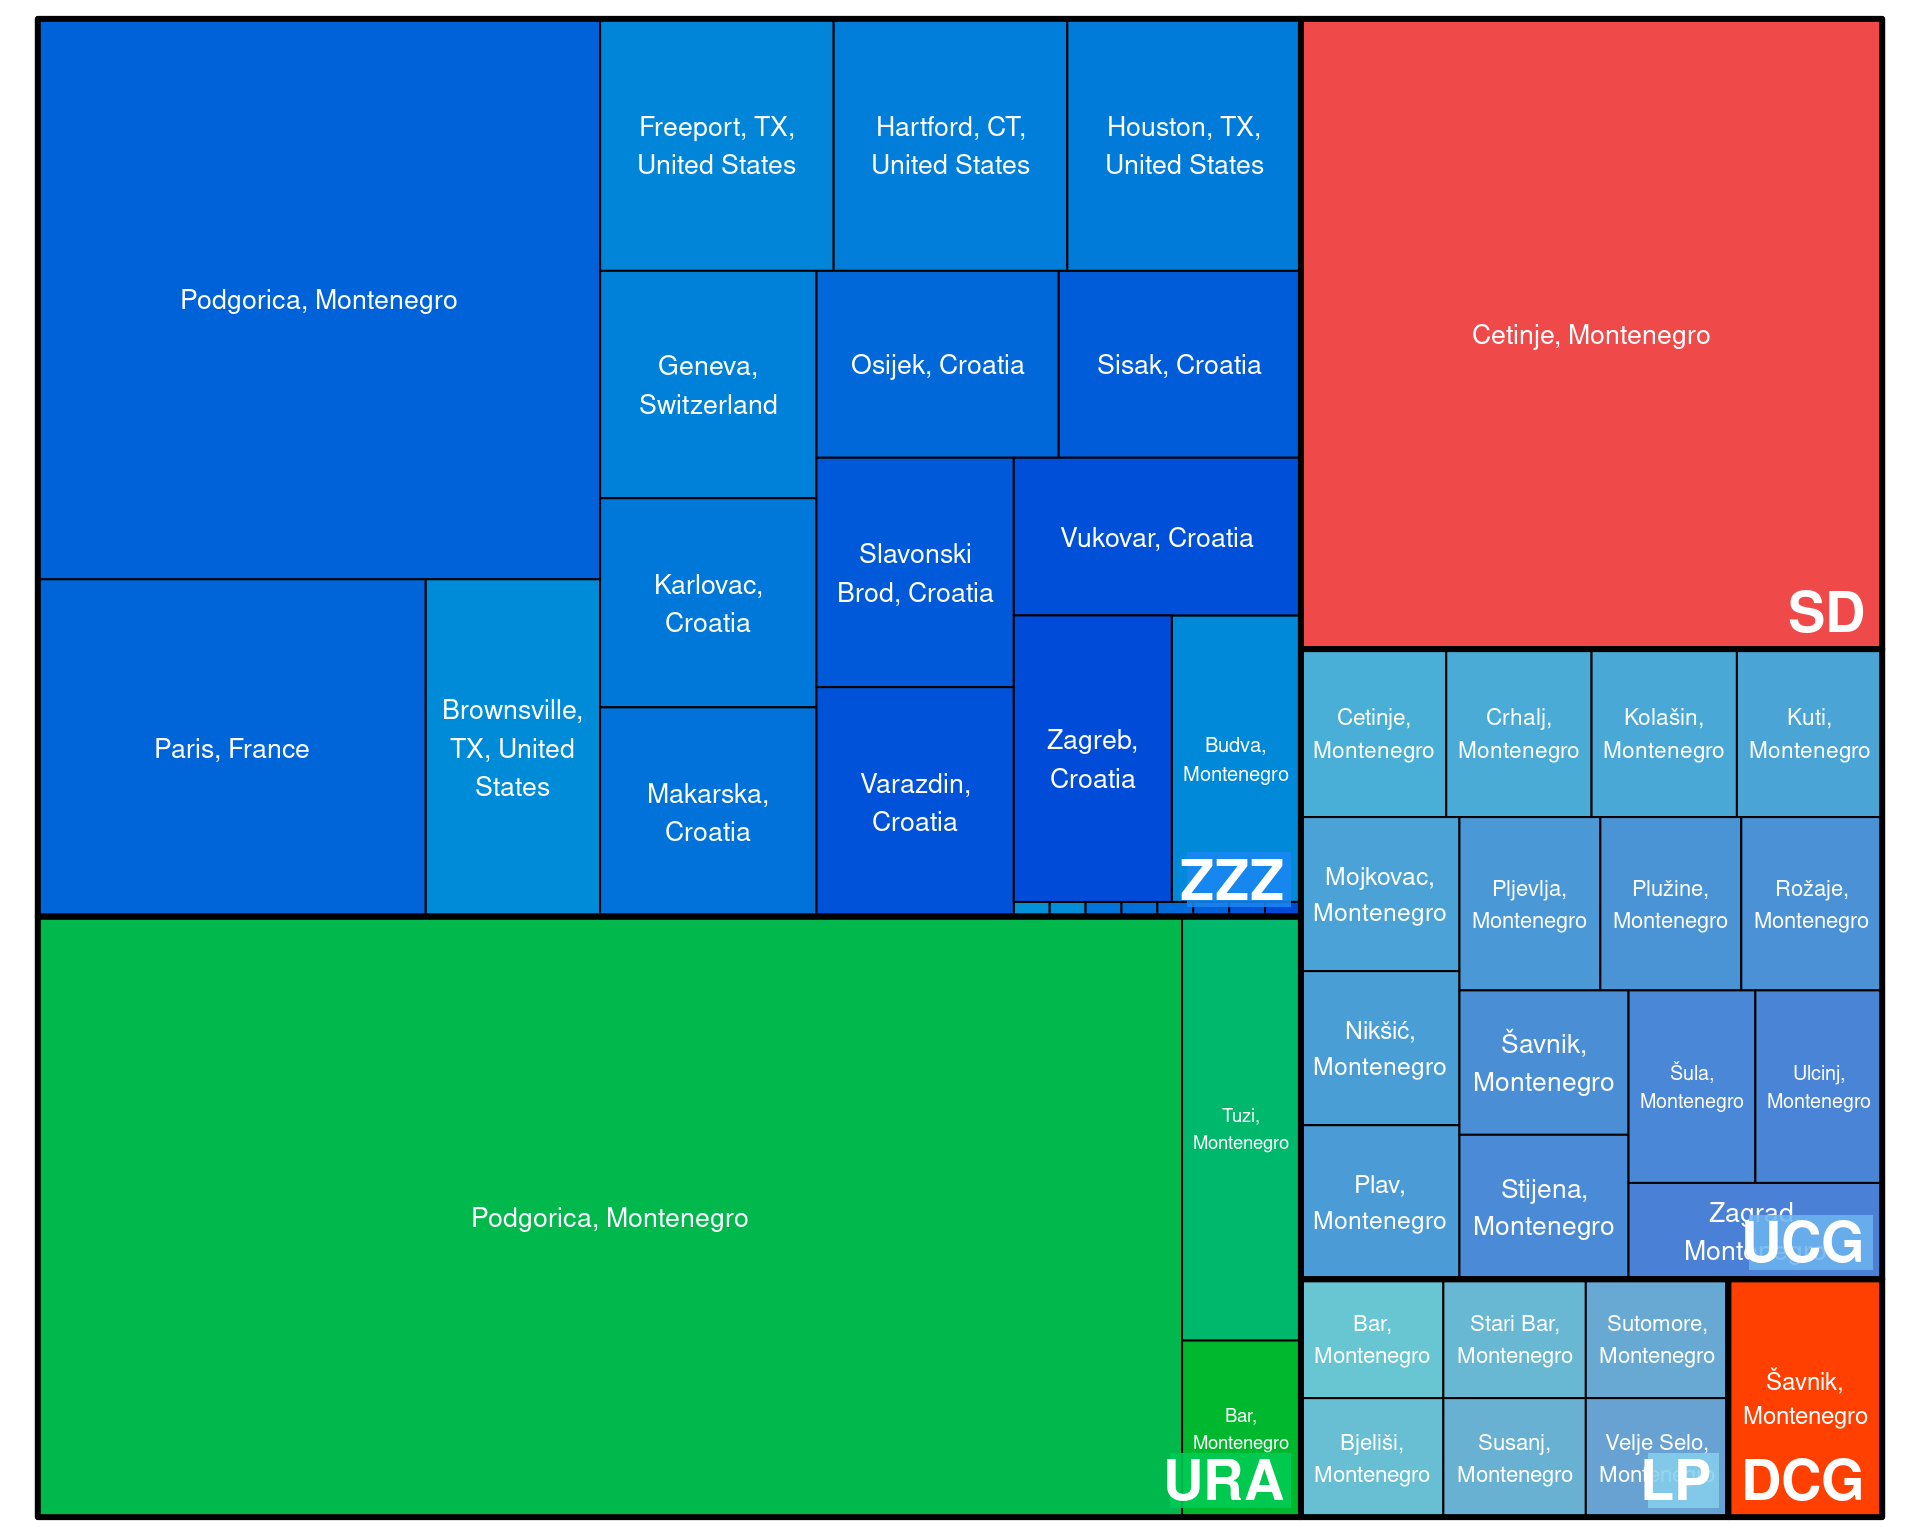 Podgorica, Montenegro
Paris, France
Brownsville,
TX, United
States
Freeport, TX,
United States
Hartford, CT,
United States
Houston, TX,
United States
Geneva,
Switzerland
Karlovac,
Croatia
Makarska,
Croatia
Osijek, Croatia
Sisak, Croatia
Slavonski
Brod, Croatia
Varazdin,
Croatia
Vukovar, Croatia
Zagreb,
Croatia
Budva,
Montenegro
ZZZ
Podgorica, Montenegro
Tuzi,
Montenegro
Bar,
Montenegro
URA
Cetinje, Montenegro
SD
Cetinje,
Montenegro
Crhalj,
Montenegro
Kolašin,
Montenegro
Kuti,
Montenegro
Mojkovac,
Montenegro
Nikšić,
Montenegro
Plav,
Montenegro
Pljevlja,
Montenegro
Plužine,
Montenegro
Rožaje,
Montenegro
Šavnik,
Montenegro
Stijena,
Montenegro
Šula,
Montenegro
Ulcinj,
Montenegro
Zagrad,
Montenegro
UCG
Bar,
Montenegro
Bjeliši,
Montenegro
Stari Bar,
Montenegro
Susanj,
Montenegro
Sutomore,
Montenegro
Velje Selo,
Montenegro
LP
Šavnik,
Montenegro
DCG